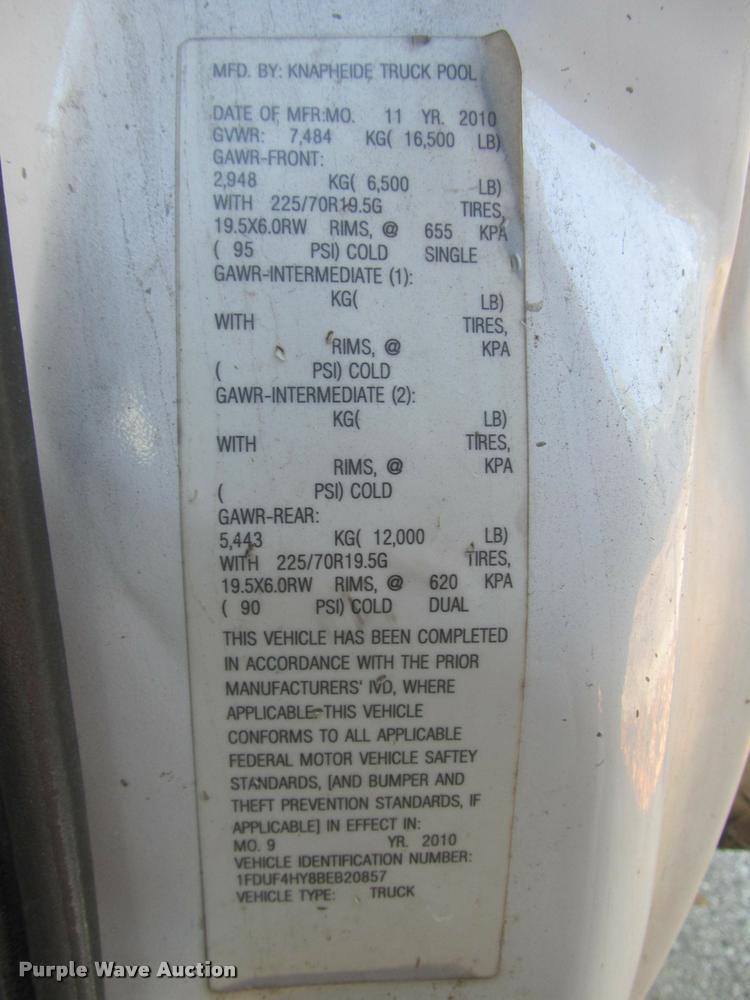 MFD. BY: KNAPHEIDE TRUCK POOL
DATE OF MFR:MO. 11 YR. 2010
GVWR: 7,484 KG( 16,500 LB)
GAWR-FRONT:
2,948 KG( 6,500 LB)
WITH 225/70R19.5G TIRES,
19.5X6.0RW RIMS, @ 655 KPA
( 95 PSI) COLD SINGLE
GAWR-INTERMEDIATE (1):
KG( LB)
WITH TIRES,
RIMS, @ KPA
( PSI) COLD
GAWR-INTERMEDIATE (2):
KG( LB)
WITH TIRES,
RIMS, @ KPA
( PSI) COLD
GAWR-REAR:
5,443 KG( 12,000 LB)
WITH 225/70R19.5G TIRES,
19.5X6.0RW RIMS, @ 620 KPA
( 90 PSI) COLD DUAL
THIS VEHICLE HAS BEEN COMPLETED
IN ACCORDANCE WITH THE PRIOR
MANUFACTURERS' IVD, WHERE
APPLICABLE. THIS VEHICLE
CONFORMS TO ALL APPLICABLE
FEDERAL MOTOR VEHICLE SAFTEY
STANDARDS, [AND BUMPER AND
THEFT PREVENTION STANDARDS, IF
APPLICABLE] IN EFFECT IN:
MO. 9 YR. 2010
VEHICLE IDENTIFICATION NUMBER:
1FDUF4HY8BEB20857
VEHICLE TYPE: TRUCK
Purple Wave Auction